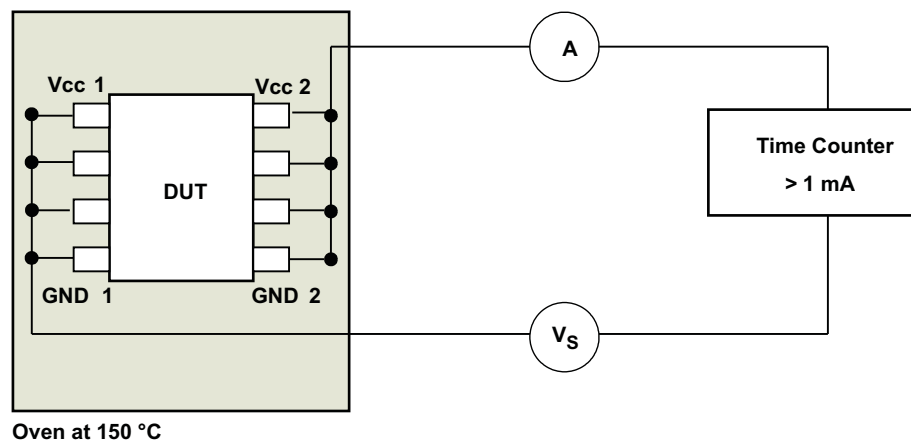 A
Vcc 1
Vcc 2
Time Counter
> 1 mA
DUT
GND 1
GND 2
VS
Oven at 150 °C